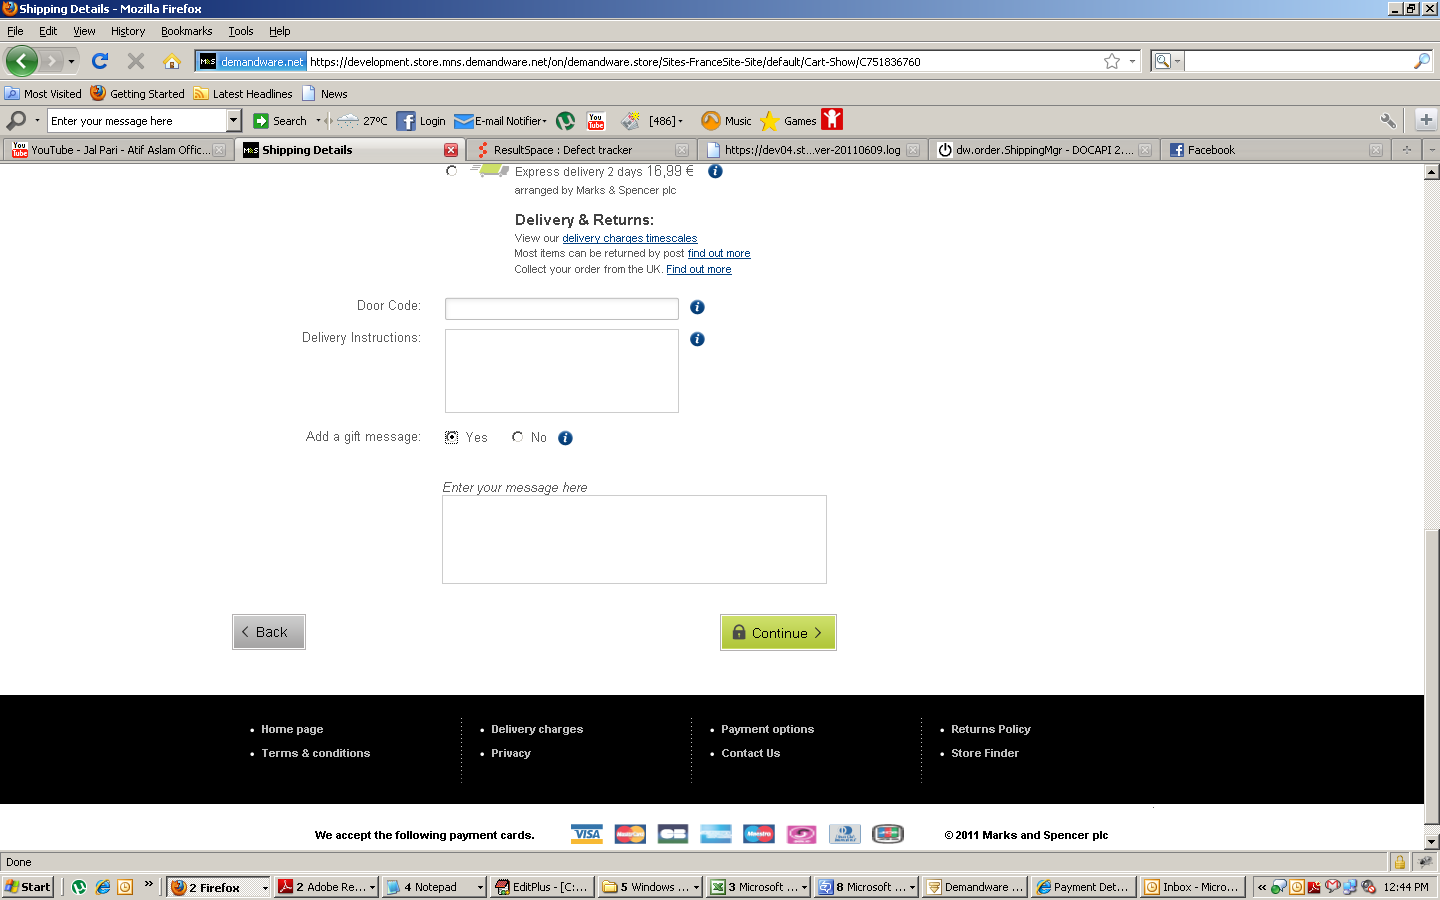 Shipping Details - Mozilla Firefox
File Edit View History Bookmarks Tools Help
M&S demandware.net https://development.store.mns.demandware.net/on/demandware.store/Sites-FranceSite-Site/default/Cart-Show/C751836760
Most Visited Getting Started Latest Headlines News
Enter your message here Search 27°C Login E-mail Notifier You Tube [486] Music Games
You Tube YouTube - Jal Pari - Atif Aslam Offic... M&S Shipping Details ResultSpace : Defect tracker https://dev04.st...ver-20110609.log dw.order.ShippingMgr - DOCAPI 2.... Facebook
Express delivery 2 days 16,99 €
arranged by Marks & Spencer plc
Delivery & Returns:
View our delivery charges timescales
Most items can be returned by post find out more
Collect your order from the UK. Find out more
Door Code:
Delivery Instructions:
Add a gift message: Yes No
Enter your message here
Back Continue
Home page Delivery charges Payment options Returns Policy
Terms & conditions Privacy Contact Us Store Finder
We accept the following payment cards. VISA MasterCard CB Maestro © 2011 Marks and Spencer plc
Done
Start » 2 Firefox 2 Adobe Re... 4 Notepad EditPlus - [C:... 5 Windows ... 3 Microsoft ... 8 Microsoft ... Demandware ... Payment Det... Inbox - Micro... « 12:44 PM